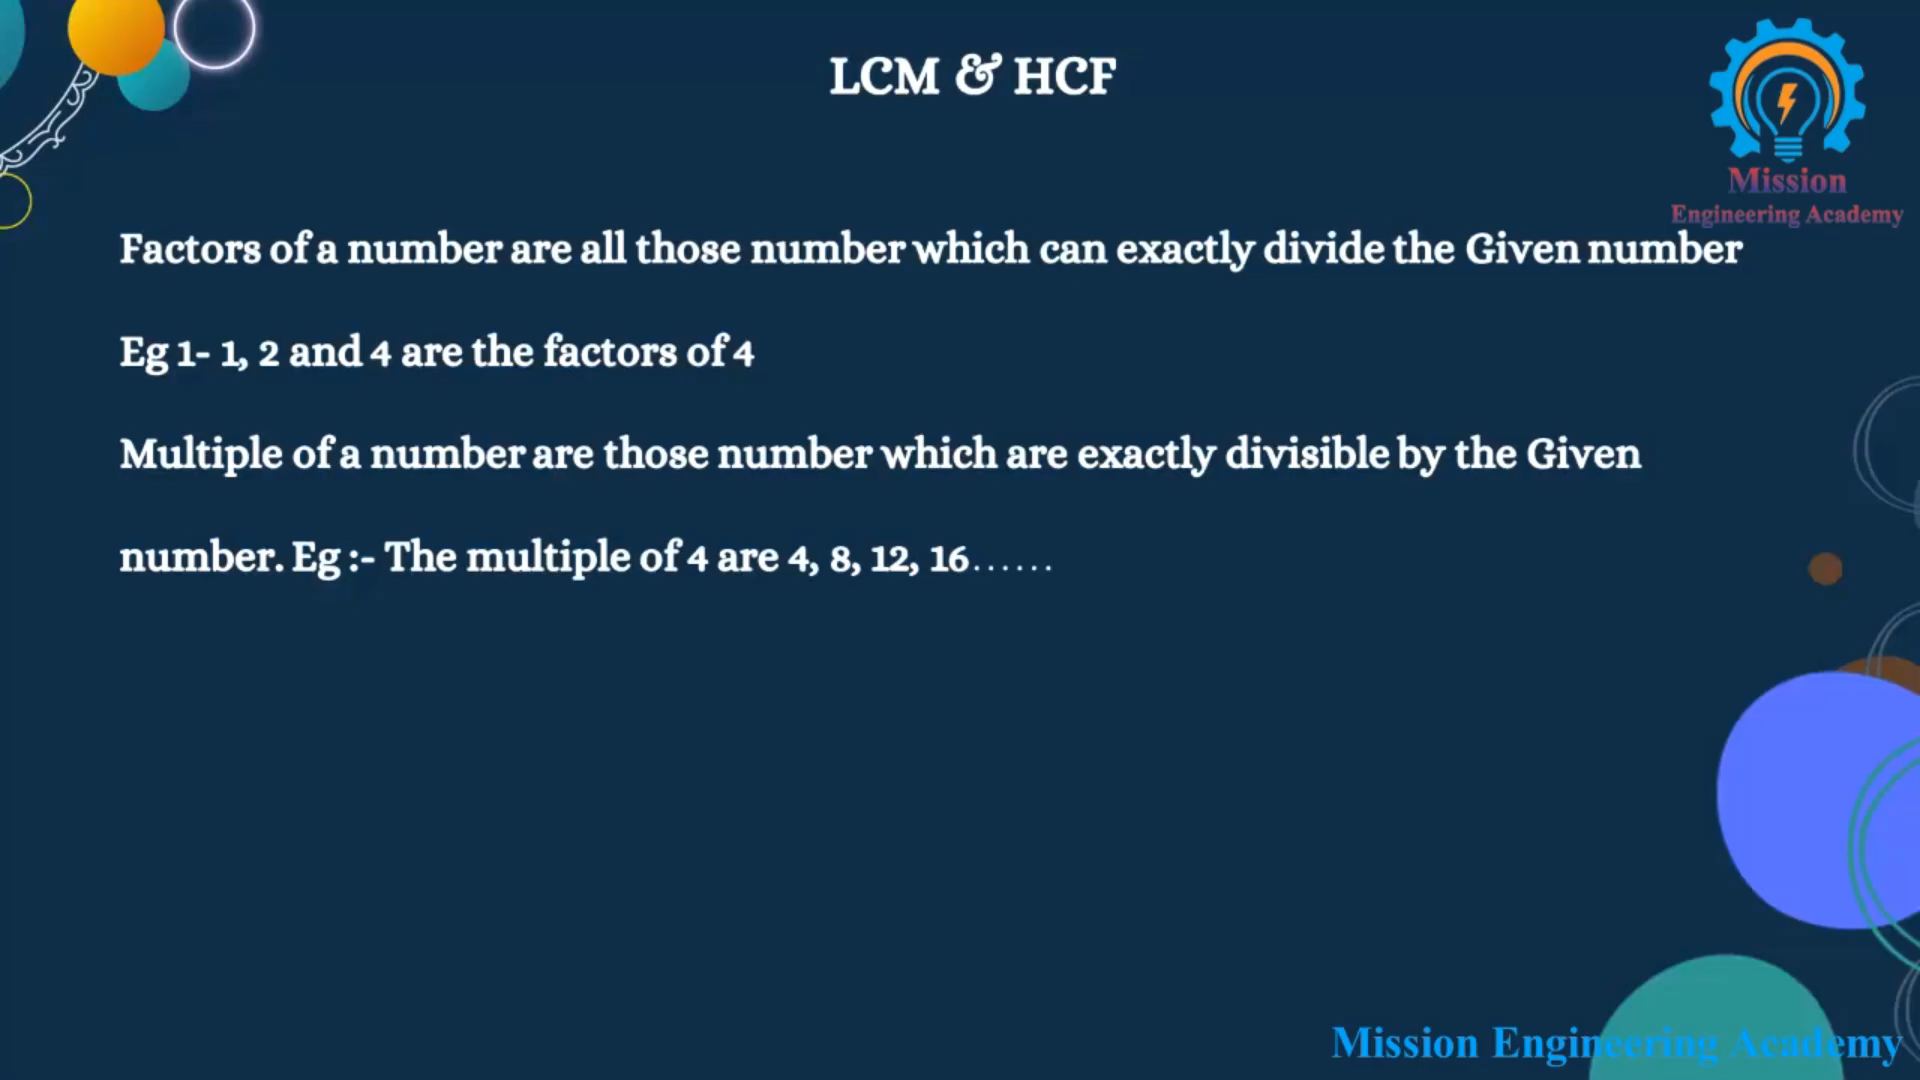 LCM & HCF
Mission
Engineering Academy
Factors of a number are all those number which can exactly divide the Given number
Eg 1- 1, 2 and 4 are the factors of 4
Multiple of a number are those number which are exactly divisible by the Given
number. Eg :- The multiple of 4 are 4, 8, 12, 16......
Mission Engineering Academy